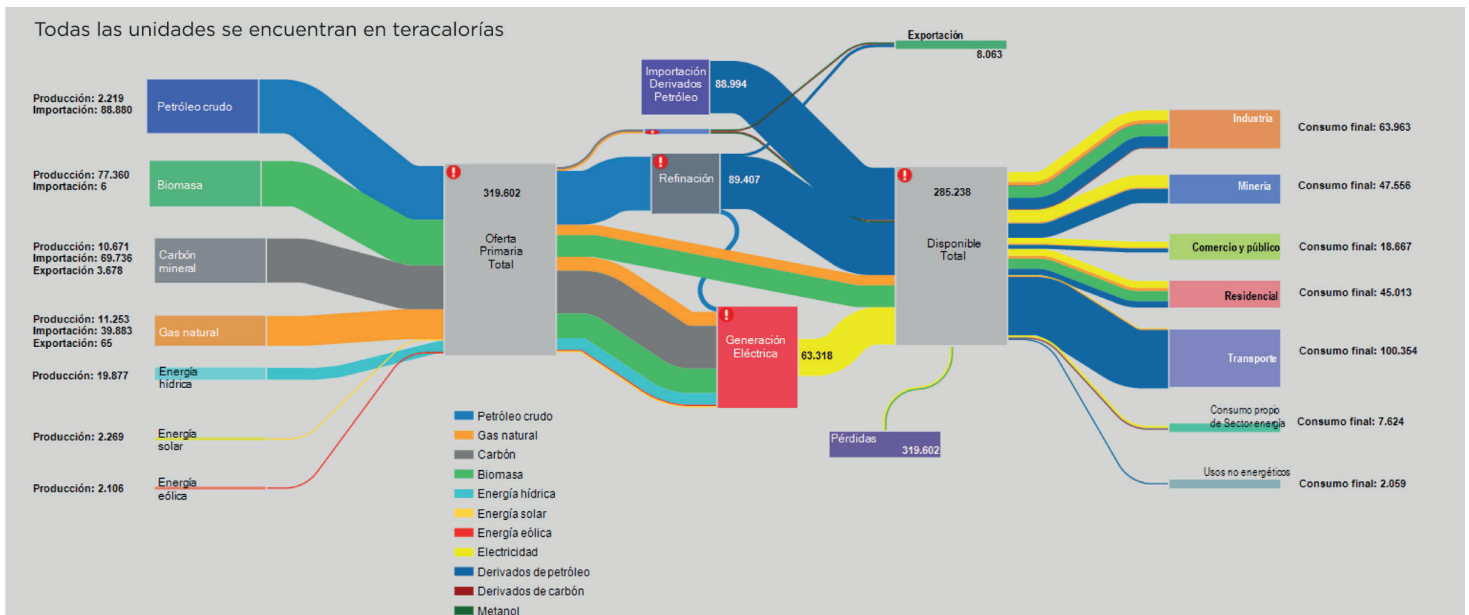 Todas las unidades se encuentran en teracalorías
Producción: 2.219
Importación: 88.880
Petróleo crudo
Producción: 77.360
Importación: 6
Biomasa
Producción: 10.671
Importación: 69.736
Exportación 3.678
Carbón
mineral
Producción: 11.253
Importación: 39.883
Exportación: 65
Gas natural
Producción: 19.877
Energía
hídrica
Producción: 2.269
Energía
solar
Producción: 2.106
Energía
eólica
319.602
Oferta
Primaria
Total
Importación
Derivados
Petróleo
88.994
Refinación
89.407
Generación
Eléctrica
63.318
Exportación
8.063
285.238
Disponible
Total
Pérdidas
319.602
Industria
Consumo final: 63.963
Minería
Consumo final: 47.556
Comercio y público
Consumo final: 18.667
Residencial
Consumo final: 45.013
Transporte
Consumo final: 100.354
Consumo propio
de Sector energía
Consumo final: 7.624
Usos no energéticos
Consumo final: 2.059
Petróleo crudo
Gas natural
Carbón
Biomasa
Energía hídrica
Energía solar
Energía eólica
Electricidad
Derivados de petróleo
Derivados de carbón
Metanol